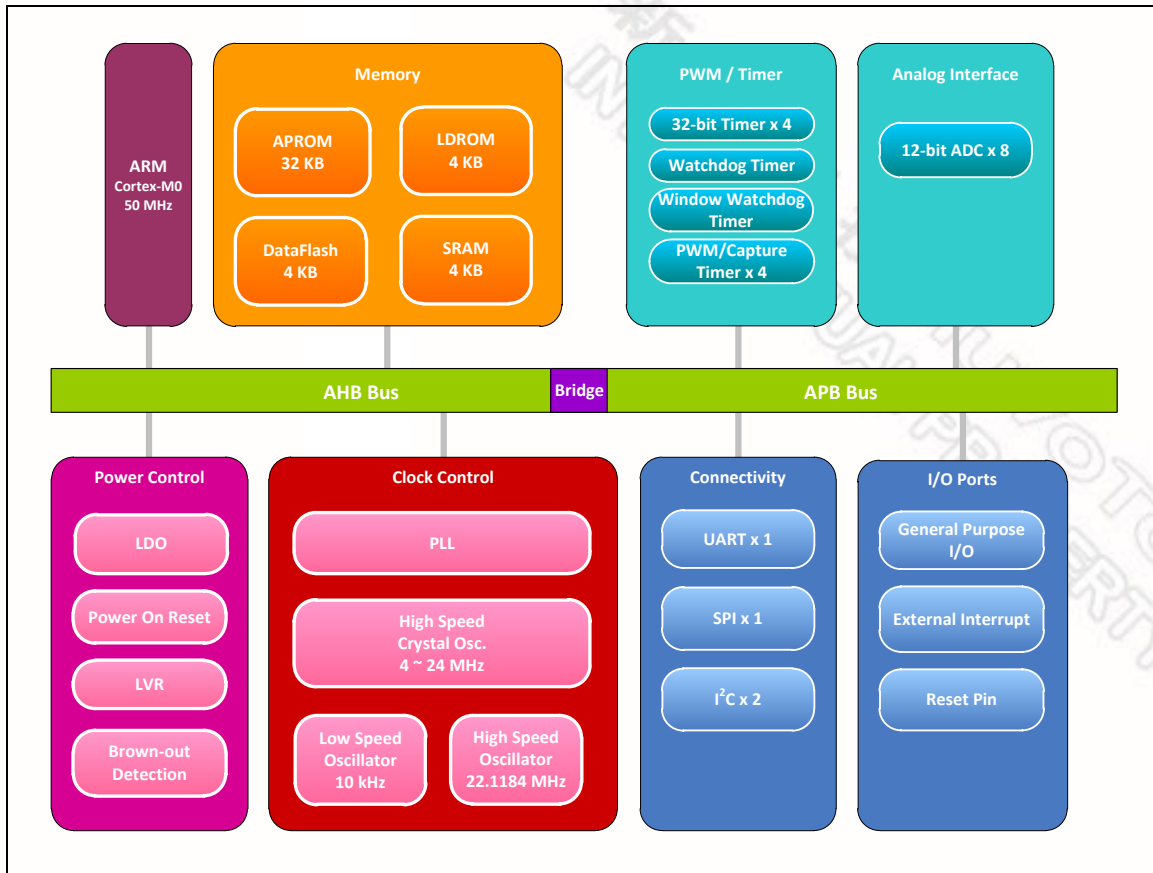 ARM
Cortex-M0
50 MHz
Memory
APROM
32 KB
LDROM
4 KB
DataFlash
4 KB
SRAM
4 KB
PWM / Timer
32-bit Timer x 4
Watchdog Timer
Window Watchdog
Timer
PWM/Capture
Timer x 4
Analog Interface
12-bit ADC x 8
AHB Bus
Bridge
APB Bus
Power Control
LDO
Power On Reset
LVR
Brown-out
Detection
Clock Control
PLL
High Speed
Crystal Osc.
4 ~ 24 MHz
Low Speed
Oscillator
10 kHz
High Speed
Oscillator
22.1184 MHz
Connectivity
UART x 1
SPI x 1
I²C x 2
I/O Ports
General Purpose
I/O
External Interrupt
Reset Pin